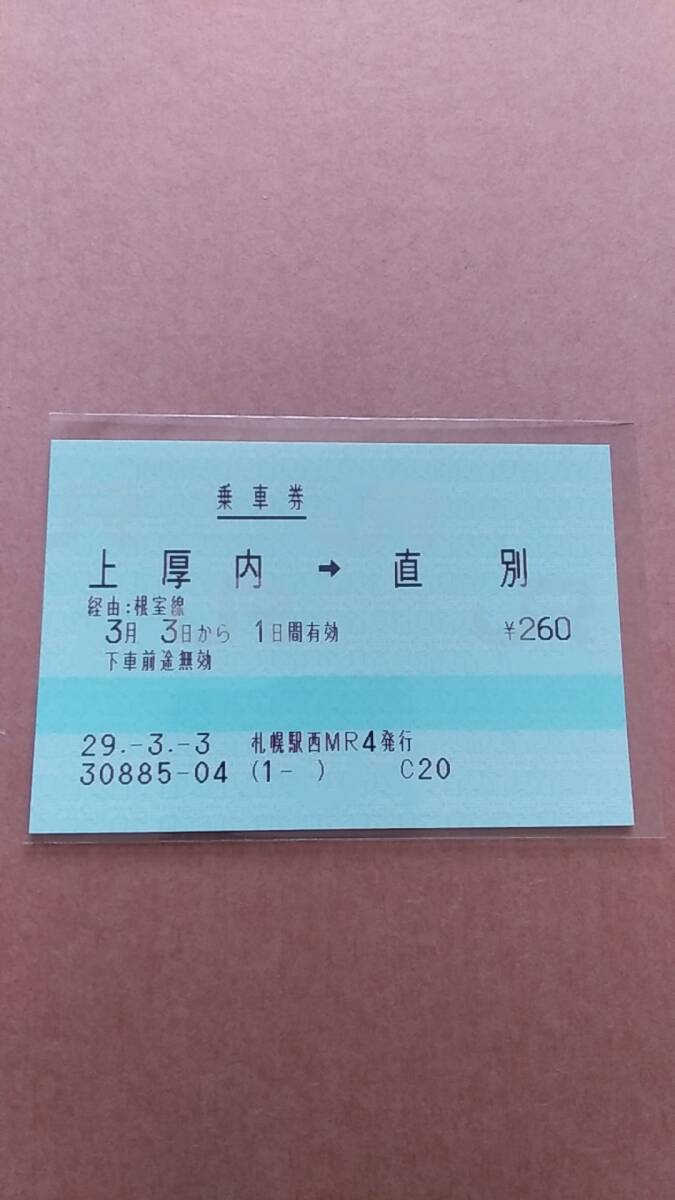 乗車券
上厚内 → 直別
経由:根室線
3月 3日から 1日間有効 ¥260
下車前途無効
29.-3.-3 札幌駅西MR4発行
30885-04 (1- ) C20